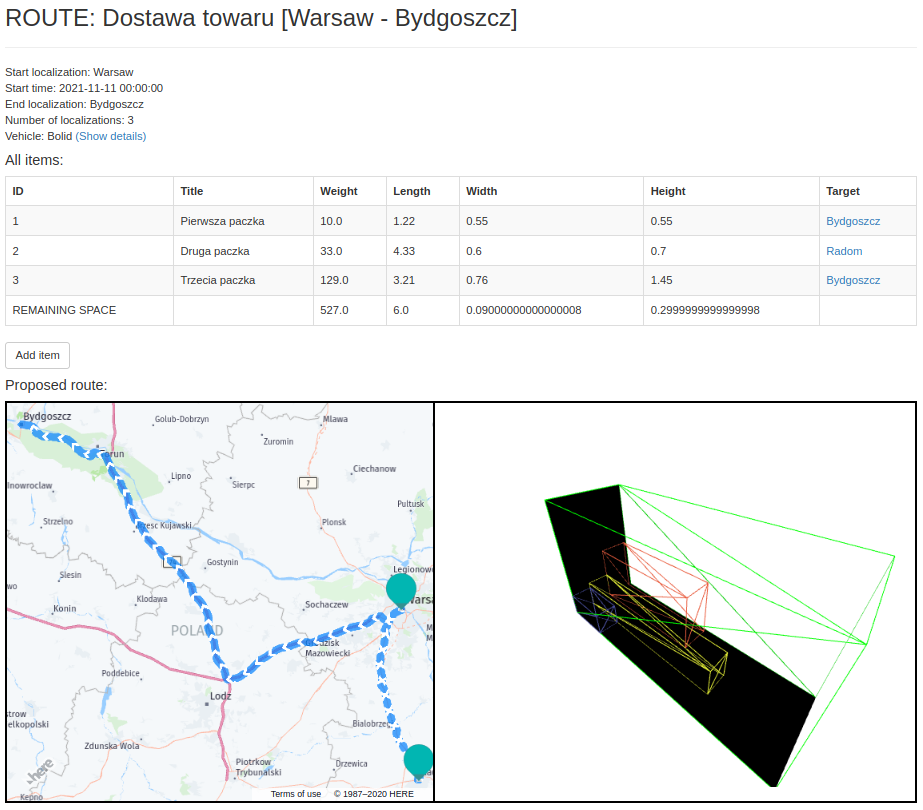 ROUTE: Dostawa towaru [Warsaw - Bydgoszcz]
Start localization: Warsaw
Start time: 2021-11-11 00:00:00
End localization: Bydgoszcz
Number of localizations: 3
Vehicle: Bolid (Show details)
All items:
ID Title Weight Length Width Height Target
1 Pierwsza paczka 10.0 1.22 0.55 0.55 Bydgoszcz
2 Druga paczka 33.0 4.33 0.6 0.7 Radom
3 Trzecia paczka 129.0 3.21 0.76 1.45 Bydgoszcz
REMAINING SPACE 527.0 6.0 0.09000000000000008 0.2999999999999998
Add item
Proposed route:
Bydgoszcz
Golub-Dobrzyn
Mlawa
Zuromin
Torun
Ciechanow
Lipno
Sierpc
7
Inowroclaw
Pultusk
Strzelno
Brzesc Kujawski
Plonsk
Gostynin
Legionowo
Slesin
Klodawa
Sochaczew
Warsa
Konin
POLAND
Mazowiecki
Poddebice
Lodz
strow
elkopolski
Bialobrzeg
Zdunska Wola
Piotrkow
Trybunalski
Drzewica
here
Kepno
Terms of use © 1987–2020 HERE